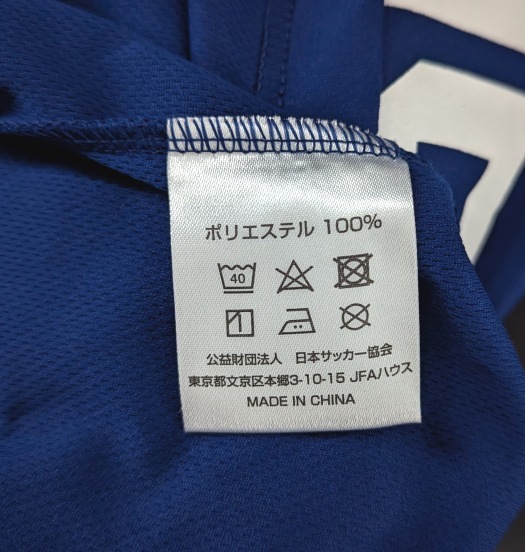 ポリエステル 100%
40
公益財団法人 日本サッカー協会
東京都文京区本郷3-10-15 JFAハウス
MADE IN CHINA